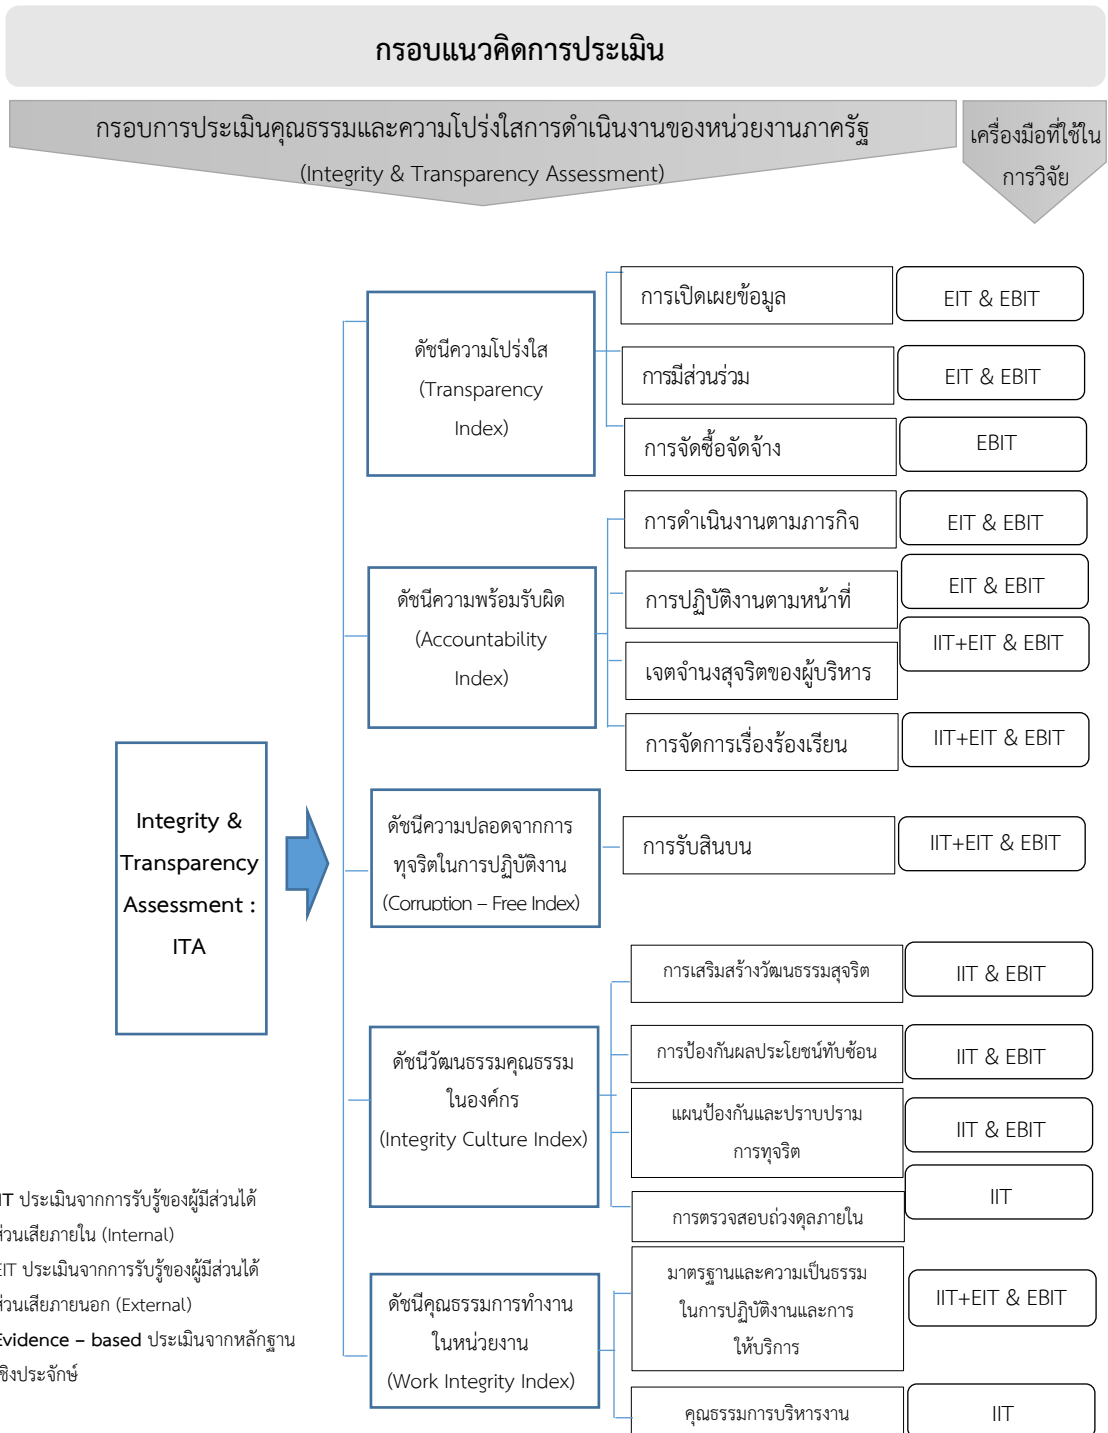 กรอบแนวคิดการประเมิน
กรอบการประเมินคุณธรรมและความโปร่งใสการดำเนินงานของหน่วยงานภาครัฐ
(Integrity & Transparency Assessment)
เครื่องมือที่ใช้ใน
การวิจัย
Integrity &
Transparency
Assessment :
ITA
ดัชนีความโปร่งใส
(Transparency
Index)
การเปิดเผยข้อมูล
EIT & EBIT
การมีส่วนร่วม
EIT & EBIT
การจัดซื้อจัดจ้าง
EBIT
ดัชนีความพร้อมรับผิด
(Accountability
Index)
การดำเนินงานตามภารกิจ
EIT & EBIT
การปฏิบัติงานตามหน้าที่
EIT & EBIT
เจตจำนงสุจริตของผู้บริหาร
IIT+EIT & EBIT
การจัดการเรื่องร้องเรียน
IIT+EIT & EBIT
ดัชนีความปลอดจากการ
ทุจริตในการปฏิบัติงาน
(Corruption – Free Index)
การรับสินบน
IIT+EIT & EBIT
ดัชนีวัฒนธรรมคุณธรรม
ในองค์กร
(Integrity Culture Index)
การเสริมสร้างวัฒนธรรมสุจริต
IIT & EBIT
การป้องกันผลประโยชน์ทับซ้อน
IIT & EBIT
แผนป้องกันและปราบปราม
การทุจริต
IIT & EBIT
การตรวจสอบถ่วงดุลภายใน
IIT
ดัชนีคุณธรรมการทำงาน
ในหน่วยงาน
(Work Integrity Index)
มาตรฐานและความเป็นธรรม
ในการปฏิบัติงานและการ
ให้บริการ
IIT+EIT & EBIT
คุณธรรมการบริหารงาน
IIT
IIT ประเมินจากการรับรู้ของผู้มีส่วนได้
ส่วนเสียภายใน (Internal)
EIT ประเมินจากการรับรู้ของผู้มีส่วนได้
ส่วนเสียภายนอก (External)
Evidence – based ประเมินจากหลักฐาน
เชิงประจักษ์